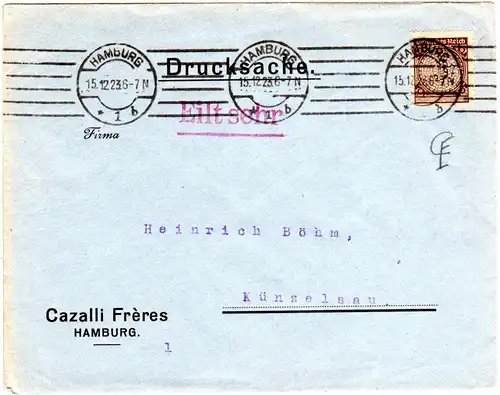 HAMBURG HAMBURG HAMBURG
Reich
Drucksache.
15.12.23.6-7 N 15.12.23.6-7 N 15.12.23.6-7 N
* 1 b 1 b b
Eilt sehr
Firma
Heinrich Böhm,
Künzelsau.
Cazalli Frères
HAMBURG.
1